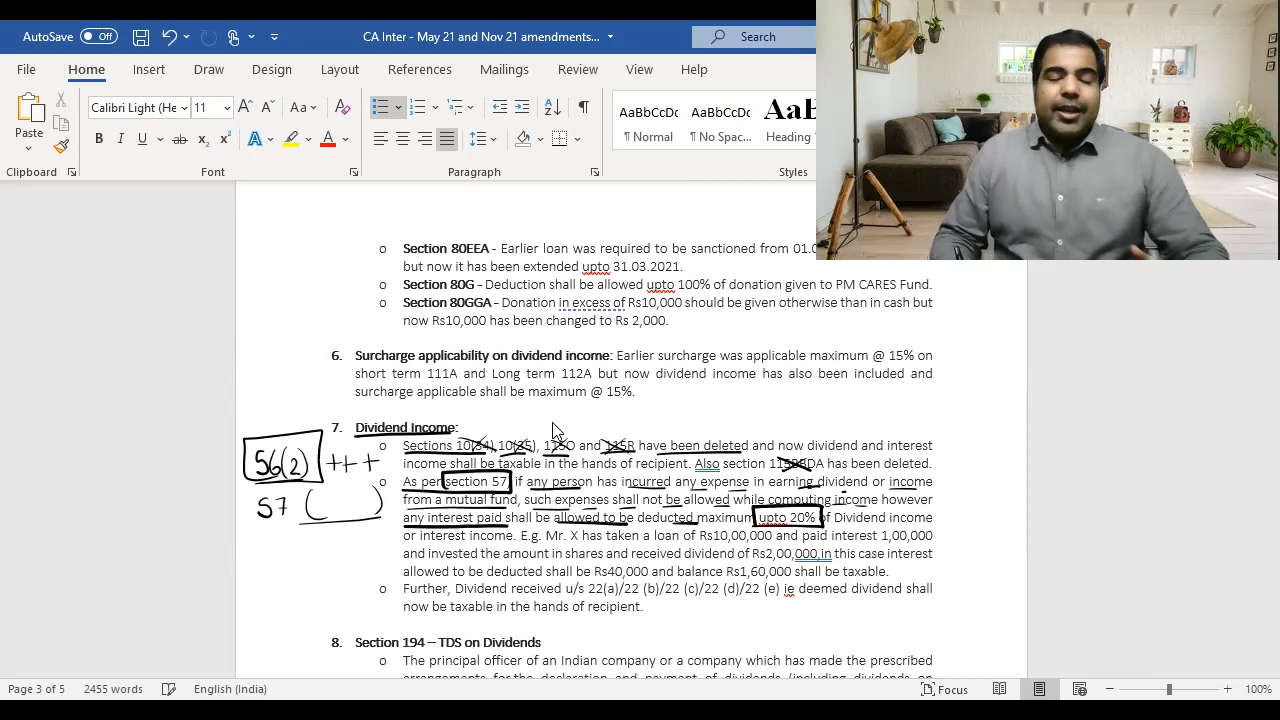 AutoSave Off CA Inter - May 21 and Nov 21 amendments... Search
File Home Insert Draw Design Layout References Mailings Review View Help
Paste Calibri Light (He 11 AaBbCcDc AaBbCcDc AaB
¶ Normal ¶ No Spac... Heading
Clipboard Font Paragraph Styles
o Section 80EEA - Earlier loan was required to be sanctioned from 01.0
but now it has been extended upto 31.03.2021.
o Section 80G - Deduction shall be allowed upto 100% of donation given to PM CARES Fund.
o Section 80GGA – Donation in excess of Rs10,000 should be given otherwise than in cash but
now Rs10,000 has been changed to Rs 2,000.
6. Surcharge applicability on dividend income: Earlier surcharge was applicable maximum @ 15% on
short term 111A and Long term 112A but now dividend income has also been included and
surcharge applicable shall be maximum @ 15%.
7. Dividend Income:
o Sections 10(34),10(35), 115O and 115R have been deleted and now dividend and interest
income shall be taxable in the hands of recipient. Also section 115BBDA has been deleted.
56(2) +++
o As per section 57, if any person has incurred any expense in earning dividend or income
from a mutual fund, such expenses shall not be allowed while computing income however
57 ( )
any interest paid shall be allowed to be deducted maximum upto 20% of Dividend income
or interest income. E.g. Mr. X has taken a loan of Rs10,00,000 and paid interest 1,00,000
and invested the amount in shares and received dividend of Rs2,00,000,in this case interest
allowed to be deducted shall be Rs40,000 and balance Rs1,60,000 shall be taxable.
o Further, Dividend received u/s 22(a)/22 (b)/22 (c)/22 (d)/22 (e) ie deemed dividend shall
now be taxable in the hands of recipient.
8. Section 194 – TDS on Dividends
o The principal officer of an Indian company or a company which has made the prescribed
arrangements for the declaration and payment of dividends (including dividends on
Page 3 of 5 2455 words English (India) Focus 100%